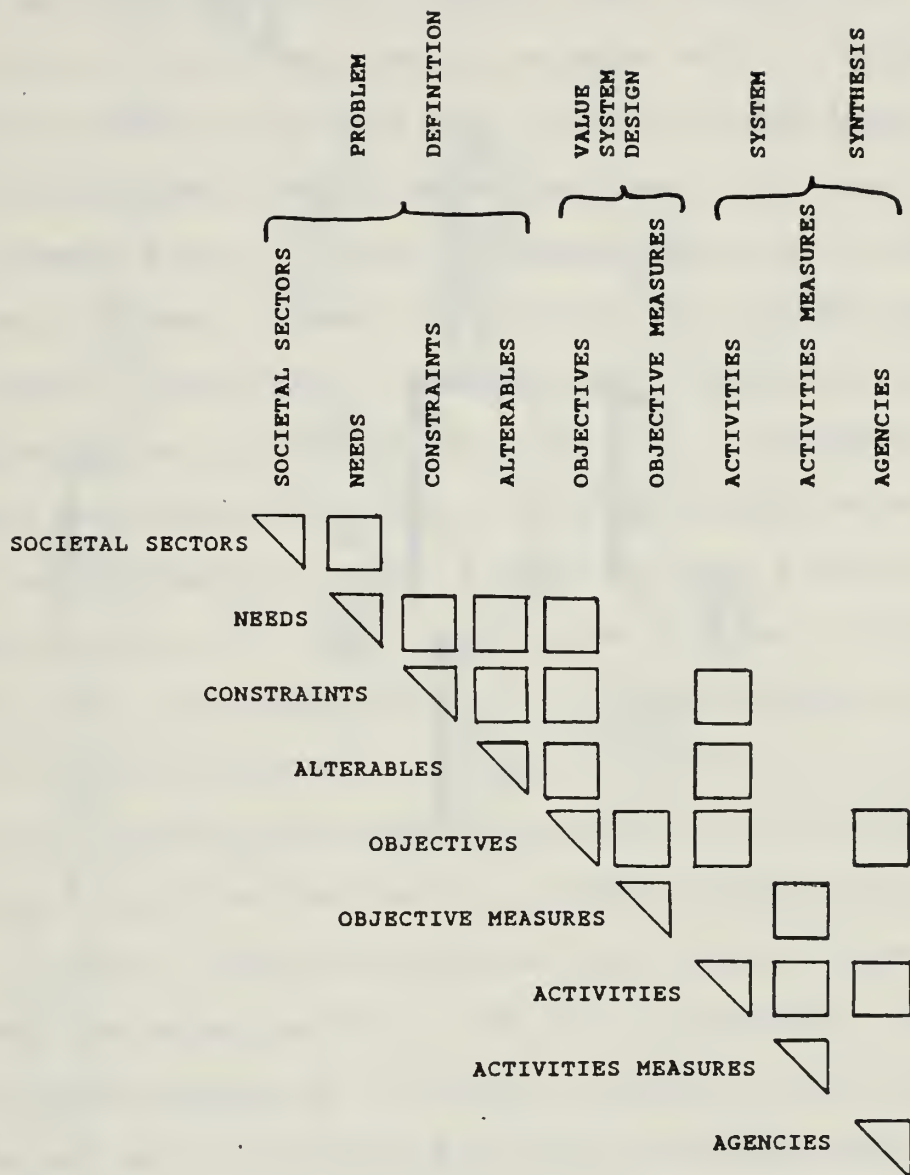 PROBLEM
DEFINITION
VALUE
SYSTEM
DESIGN
SYSTEM
SYNTHESIS
SOCIETAL SECTORS
NEEDS
CONSTRAINTS
ALTERABLES
OBJECTIVES
OBJECTIVE MEASURES
ACTIVITIES
ACTIVITIES MEASURES
AGENCIES
SOCIETAL SECTORS
NEEDS
CONSTRAINTS
ALTERABLES
OBJECTIVES
OBJECTIVE MEASURES
ACTIVITIES
ACTIVITIES MEASURES
AGENCIES